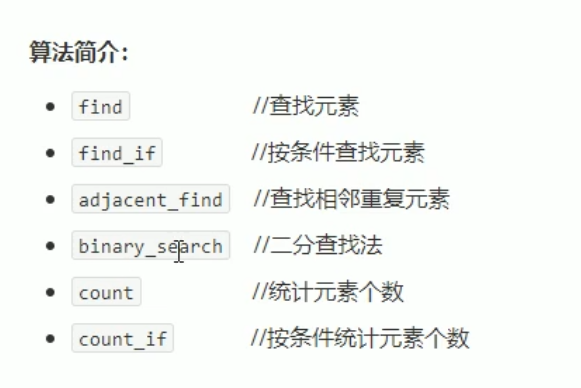 算法简介：
find //查找元素
find_if //按条件查找元素
adjacent_find //查找相邻重复元素
binary_search //二分查找法
count //统计元素个数
count_if //按条件统计元素个数